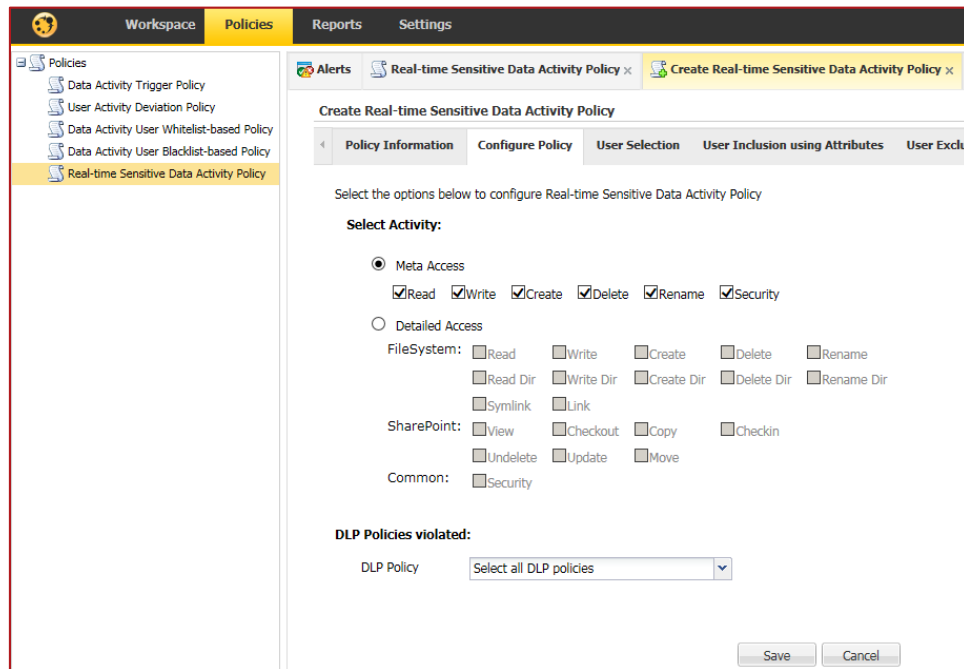 Workspace Policies Reports Settings
Policies
Data Activity Trigger Policy
User Activity Deviation Policy
Data Activity User Whitelist-based Policy
Data Activity User Blacklist-based Policy
Real-time Sensitive Data Activity Policy
Alerts Real-time Sensitive Data Activity Policy x Create Real-time Sensitive Data Activity Policy x
Create Real-time Sensitive Data Activity Policy
Policy Information Configure Policy User Selection User Inclusion using Attributes User Exclu
Select the options below to configure Real-time Sensitive Data Activity Policy
Select Activity:
Meta Access
Read Write Create Delete Rename Security
Detailed Access
FileSystem: Read Write Create Delete Rename
Read Dir Write Dir Create Dir Delete Dir Rename Dir
Symlink Link
SharePoint: View Checkout Copy Checkin
Undelete Update Move
Common: Security
DLP Policies violated:
DLP Policy Select all DLP policies
Save Cancel